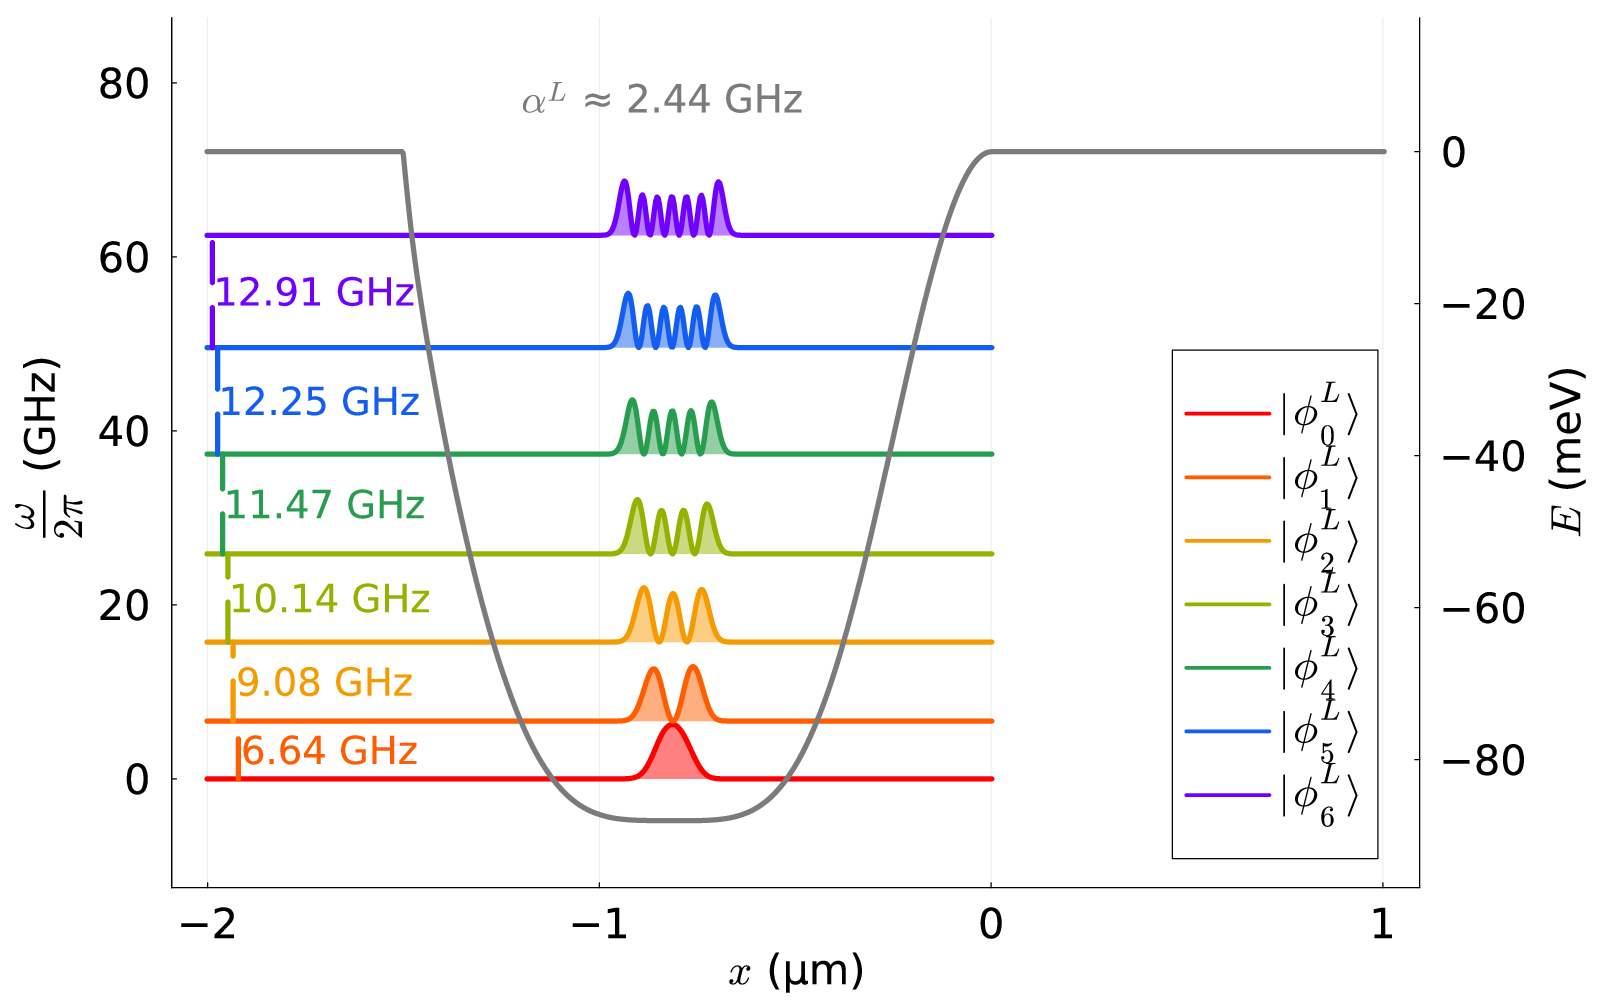 αᴸ ≈ 2.44 GHz
80
60
40
20
0
ω/2π (GHz)
12.91 GHz
12.25 GHz
11.47 GHz
10.14 GHz
9.08 GHz
6.64 GHz
0
−20
−40
−60
−80
E (meV)
|ϕ₀ᴸ⟩
|ϕ₁ᴸ⟩
|ϕ₂ᴸ⟩
|ϕ₃ᴸ⟩
|ϕ₄ᴸ⟩
|ϕ₅ᴸ⟩
|ϕ₆ᴸ⟩
−2
−1
0
1
x (μm)